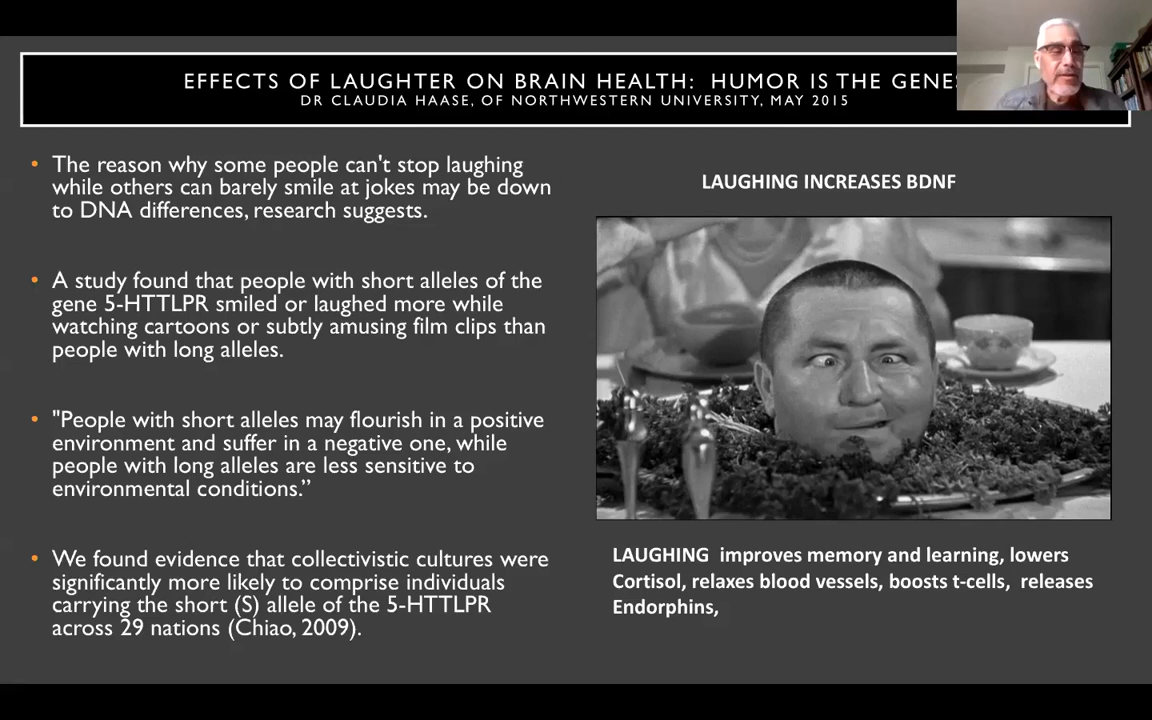 EFFECTS OF LAUGHTER ON BRAIN HEALTH: HUMOR IS THE
DR CLAUDIA HAASE, OF NORTHWESTERN UNIVERSITY, MAY 2015
• The reason why some people can't stop laughing
while others can barely smile at jokes may be down
to DNA differences, research suggests.
• A study found that people with short alleles of the
gene 5-HTTLPR smiled or laughed more while
watching cartoons or subtly amusing film clips than
people with long alleles.
• "People with short alleles may flourish in a positive
environment and suffer in a negative one, while
people with long alleles are less sensitive to
environmental conditions.”
• We found evidence that collectivistic cultures were
significantly more likely to comprise individuals
carrying the short (S) allele of the 5-HTTLPR
across 29 nations (Chiao, 2009).
LAUGHING INCREASES BDNF
LAUGHING improves memory and learning, lowers
Cortisol, relaxes blood vessels, boosts t-cells, releases
Endorphins,